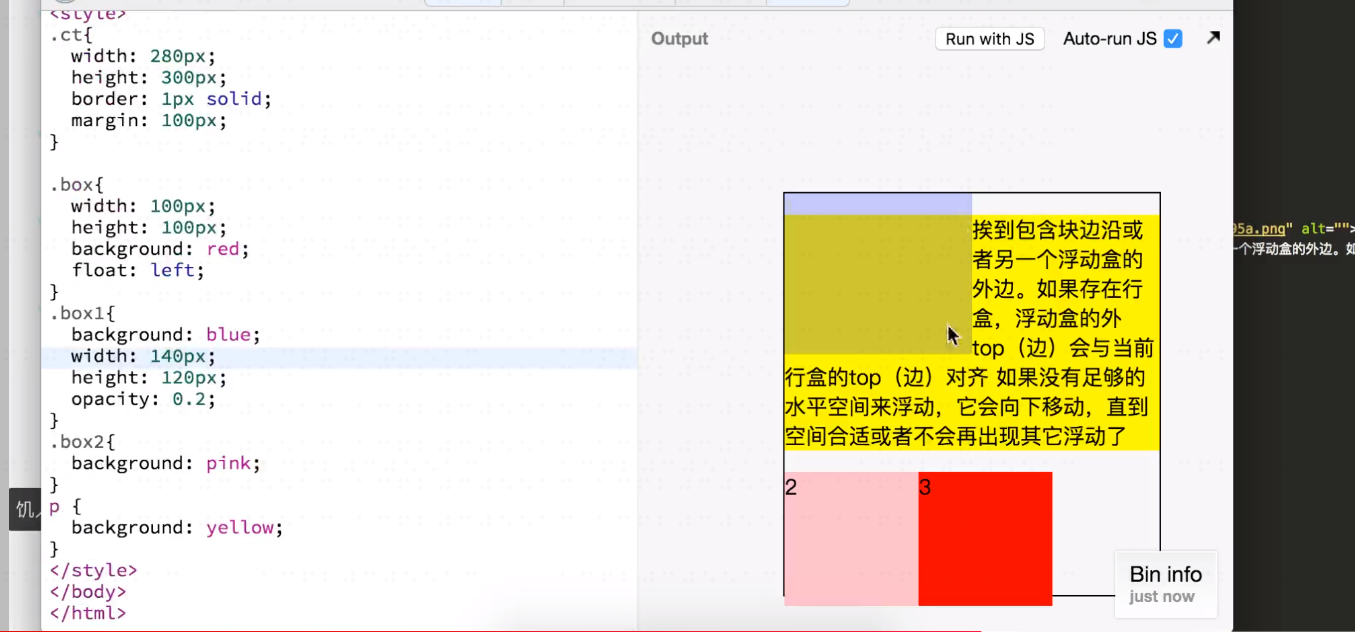 <style>
.ct{
width: 280px;
height: 300px;
border: 1px solid;
margin: 100px;
}
.box{
width: 100px;
height: 100px;
background: red;
float: left;
}
.box1{
background: blue;
width: 140px;
height: 120px;
opacity: 0.2;
}
.box2{
background: pink;
}
p {
background: yellow;
}
</style>
</body>
</html>
Output
Run with JS
Auto-run JS
挨到包含块边沿或
者另一个浮动盒的
外边。如果存在行
盒，浮动盒的外
top（边）会与当前
行盒的top（边）对齐 如果没有足够的
水平空间来浮动，它会向下移动，直到
空间合适或者不会再出现其它浮动了
2
3
Bin info
just now
95a.png" alt="">
一个浮动盒的外边。如
饥